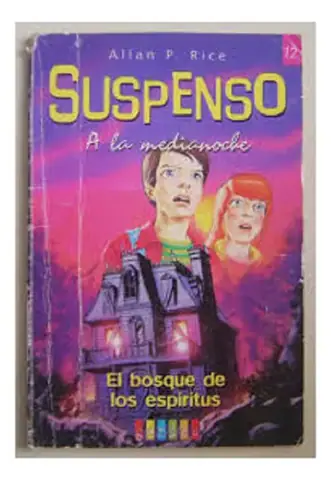 Allan P. Rice
12
SUSPENSO
A la medianoche
El bosque de
los espíritus